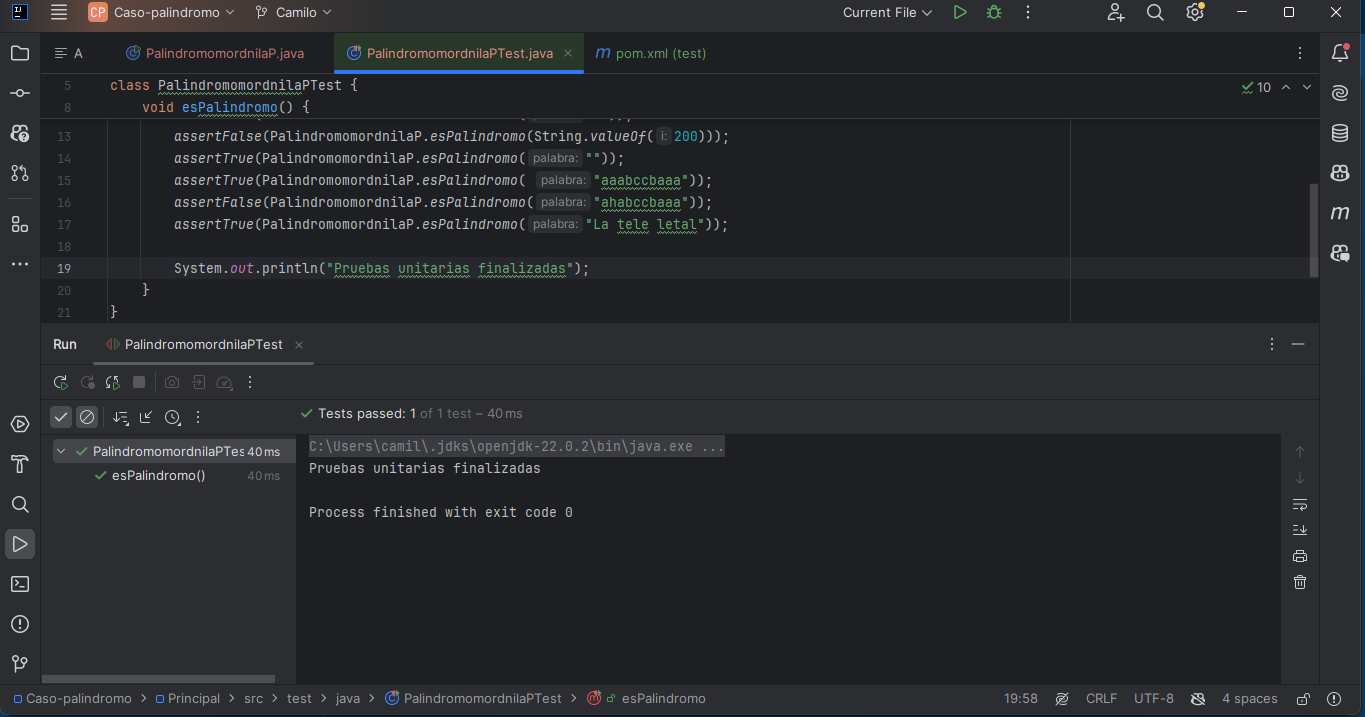 CP Caso-palindromo Camilo Current File
A PalindromomordnilaP.java PalindromomordnilaPTest.java pom.xml (test)
5 class PalindromomordnilaPTest { 10
8 void esPalindromo() {
13 assertFalse(PalindromomordnilaP.esPalindromo(String.valueOf( i: 200)));
14 assertTrue(PalindromomordnilaP.esPalindromo( palabra: ""));
15 assertTrue(PalindromomordnilaP.esPalindromo( palabra: "aaabccbaaa"));
16 assertFalse(PalindromomordnilaP.esPalindromo( palabra: "ahabccbaaa"));
17 assertTrue(PalindromomordnilaP.esPalindromo( palabra: "La tele letal"));
18
19 System.out.println("Pruebas unitarias finalizadas");
20 }
21 }
Run PalindromomordnilaPTest
Tests passed: 1 of 1 test – 40 ms
PalindromomordnilaPTes 40 ms
esPalindromo() 40 ms
C:\Users\camil\.jdks\openjdk-22.0.2\bin\java.exe ...
Pruebas unitarias finalizadas
Process finished with exit code 0
Caso-palindromo Principal src test java PalindromomordnilaPTest esPalindromo 19:58 CRLF UTF-8 4 spaces